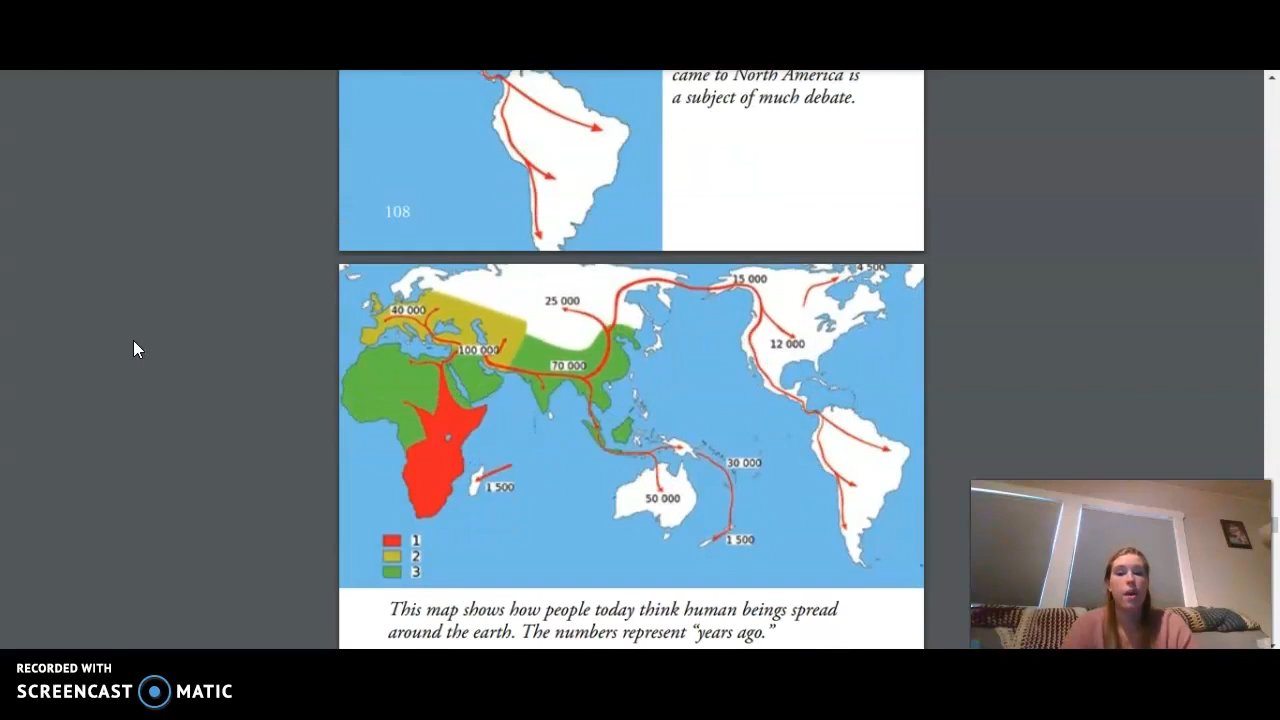 came to North America is
a subject of much debate.
108
4 500
15 000
25 000
40 000
12 000
100 000
70 000
30 000
1 500
50 000
1 500
1
2
3
This map shows how people today think human beings spread
around the earth. The numbers represent “years ago.”
RECORDED WITH
SCREENCAST MATIC